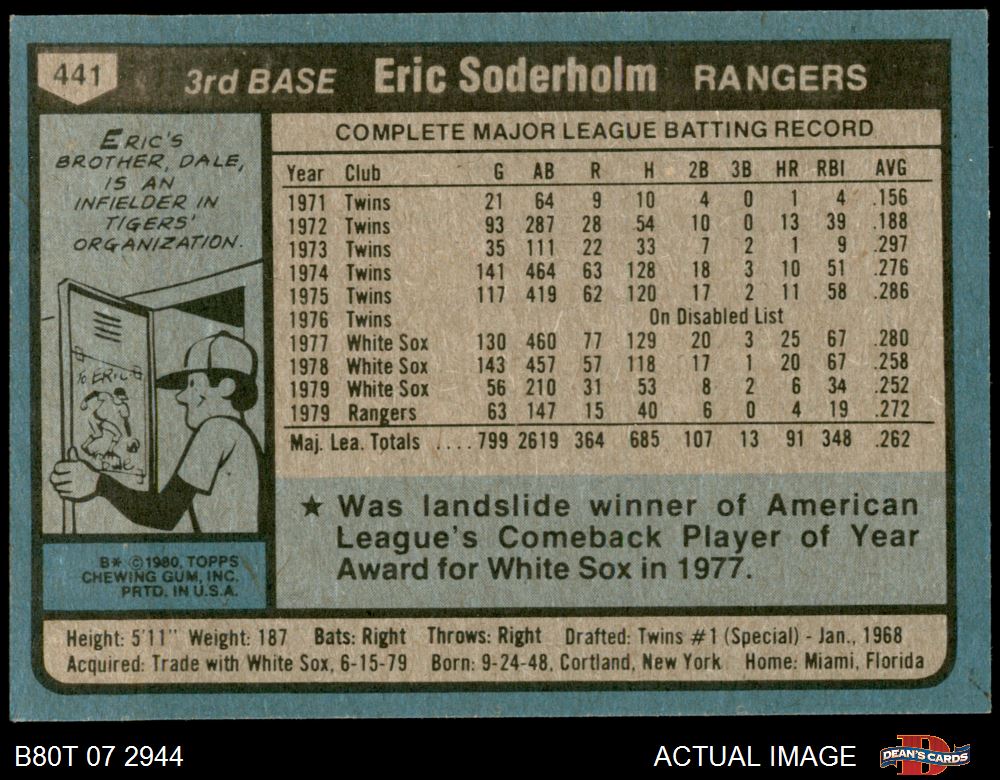 441 3rd BASE Eric Soderholm RANGERS
ERIC'S
BROTHER, DALE,
IS AN
INFIELDER IN
TIGERS'
ORGANIZATION.
TO ERIC
Dale
B* ©1980, TOPPS
CHEWING GUM, INC.
PRTD. IN U.S.A.
COMPLETE MAJOR LEAGUE BATTING RECORD
Year Club G AB R H 2B 3B HR RBI AVG
1971 Twins 21 64 9 10 4 0 1 4 .156
1972 Twins 93 287 28 54 10 0 13 39 .188
1973 Twins 35 111 22 33 7 2 1 9 .297
1974 Twins 141 464 63 128 18 3 10 51 .276
1975 Twins 117 419 62 120 17 2 11 58 .286
1976 Twins On Disabled List
1977 White Sox 130 460 77 129 20 3 25 67 .280
1978 White Sox 143 457 57 118 17 1 20 67 .258
1979 White Sox 56 210 31 53 8 2 6 34 .252
1979 Rangers 63 147 15 40 6 0 4 19 .272
Maj. Lea. Totals ....799 2619 364 685 107 13 91 348 .262
★ Was landslide winner of American
League's Comeback Player of Year
Award for White Sox in 1977.
Height: 5'11" Weight: 187 Bats: Right Throws: Right Drafted: Twins #1 (Special) - Jan., 1968
Acquired: Trade with White Sox, 6-15-79 Born: 9-24-48, Cortland, New York Home: Miami, Florida
B80T 07 2944 ACTUAL IMAGE DEAN'S CARDS